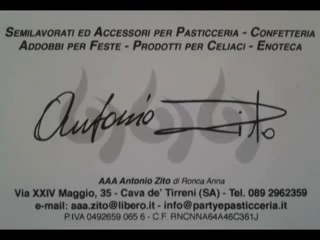 Semilavorati ed Accessori per Pasticceria - Confetteria
Addobbi per Feste - Prodotti per Celiaci - Enoteca
Antonio Zito
AAA Antonio Zito di Ronca Anna
Via XXIV Maggio, 35 - Cava de' Tirreni (SA) - Tel. 089 2962359
e-mail: aaa.zito@libero.it - info@partyepasticceria.it
P.IVA 0492659 065 6 - C.F. RNCNNA64A46C361J